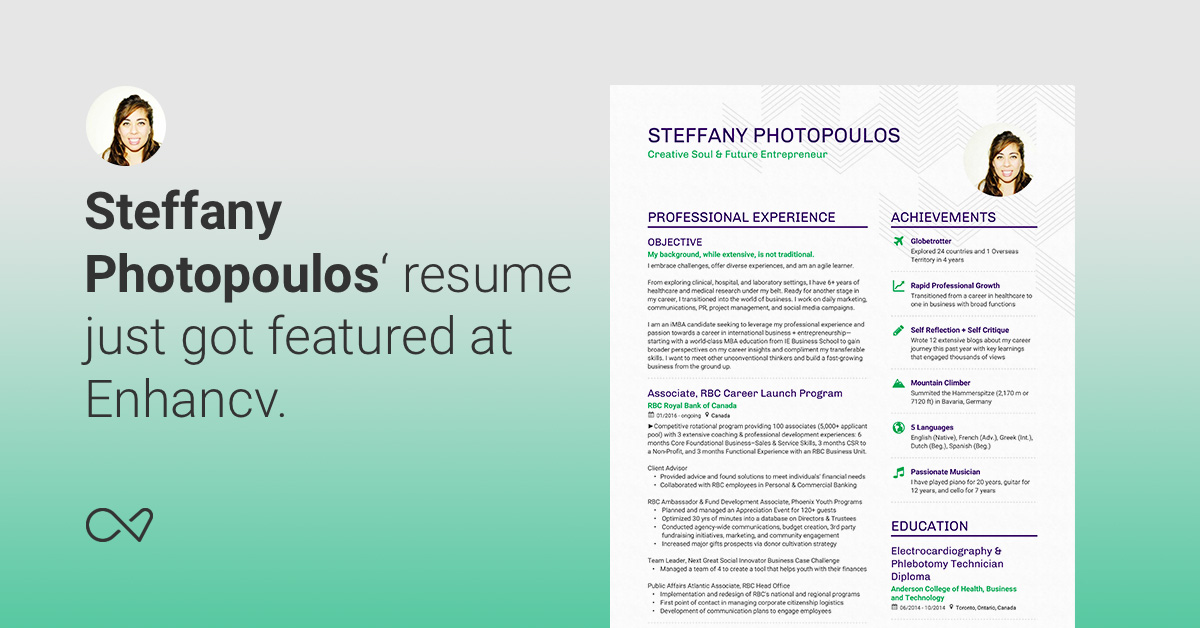 Steffany
Photopoulos‘ resume
just got featured at
Enhancv.
STEFFANY PHOTOPOULOS
Creative Soul & Future Entrepreneur
PROFESSIONAL EXPERIENCE
OBJECTIVE
My background, while extensive, is not traditional.
I embrace challenges, offer diverse experiences, and am an agile learner.
From exploring clinical, hospital, and laboratory settings, I have 6+ years of
healthcare and medical research under my belt. Ready for another stage in
my career, I transitioned into the world of business. I work on daily marketing,
communications, PR, project management, and social media campaigns.
I am an iMBA candidate seeking to leverage my professional experience and
passion towards a career in international business + entrepreneurship—
starting with a world-class MBA education from IE Business School to gain
broader perspectives on my career insights and compliment my transferable
skills. I want to meet other unconventional thinkers and build a fast-growing
business from the ground up.
Associate, RBC Career Launch Program
RBC Royal Bank of Canada
01/2016 - ongoing Canada
►Competitive rotational program providing 100 associates (5,000+ applicant
pool) with 3 extensive coaching & professional development experiences: 6
months Core Foundational Business–Sales & Service Skills, 3 months CSR to
a Non-Profit, and 3 months Functional Experience with an RBC Business Unit.
Client Advisor
• Provided advice and found solutions to meet individuals' financial needs
• Collaborated with RBC employees in Personal & Commercial Banking
RBC Ambassador & Fund Development Associate, Phoenix Youth Programs
• Planned and managed an Appreciation Event for 120+ guests
• Optimized 30 yrs of minutes into a database on Directors & Trustees
• Conducted agency-wide communications, budget creation, 3rd party
fundraising initiatives, marketing, and community engagement
• Increased major gifts prospects via donor cultivation strategy
Team Leader, Next Great Social Innovator Business Case Challenge
• Managed a team of 4 to create a tool that helps youth with their finances
Public Affairs Atlantic Associate, RBC Head Office
• Implementation and redesign of RBC's national and regional programs
• First point of contact in managing corporate citizenship logistics
• Development of communication plans to engage employees
ACHIEVEMENTS
Globetrotter
Explored 24 countries and 1 Overseas
Territory in 4 years
Rapid Professional Growth
Transitioned from a career in healthcare to
one in business with broad functions
Self Reflection + Self Critique
Wrote 12 extensive blogs about my career
journey this past year with key learnings
that engaged thousands of views
Mountain Climber
Summited the Hammerspitze (2,170 m or
7120 ft) in Bavaria, Germany
5 Languages
English (Native), French (Adv.), Greek (Int.),
Dutch (Beg.), Spanish (Beg.)
Passionate Musician
I have played piano for 20 years, guitar for
12 years, and cello for 7 years
EDUCATION
Electrocardiography &
Phlebotomy Technician
Diploma
Anderson College of Health, Business
and Technology
06/2014 - 10/2014 Toronto, Ontario, Canada